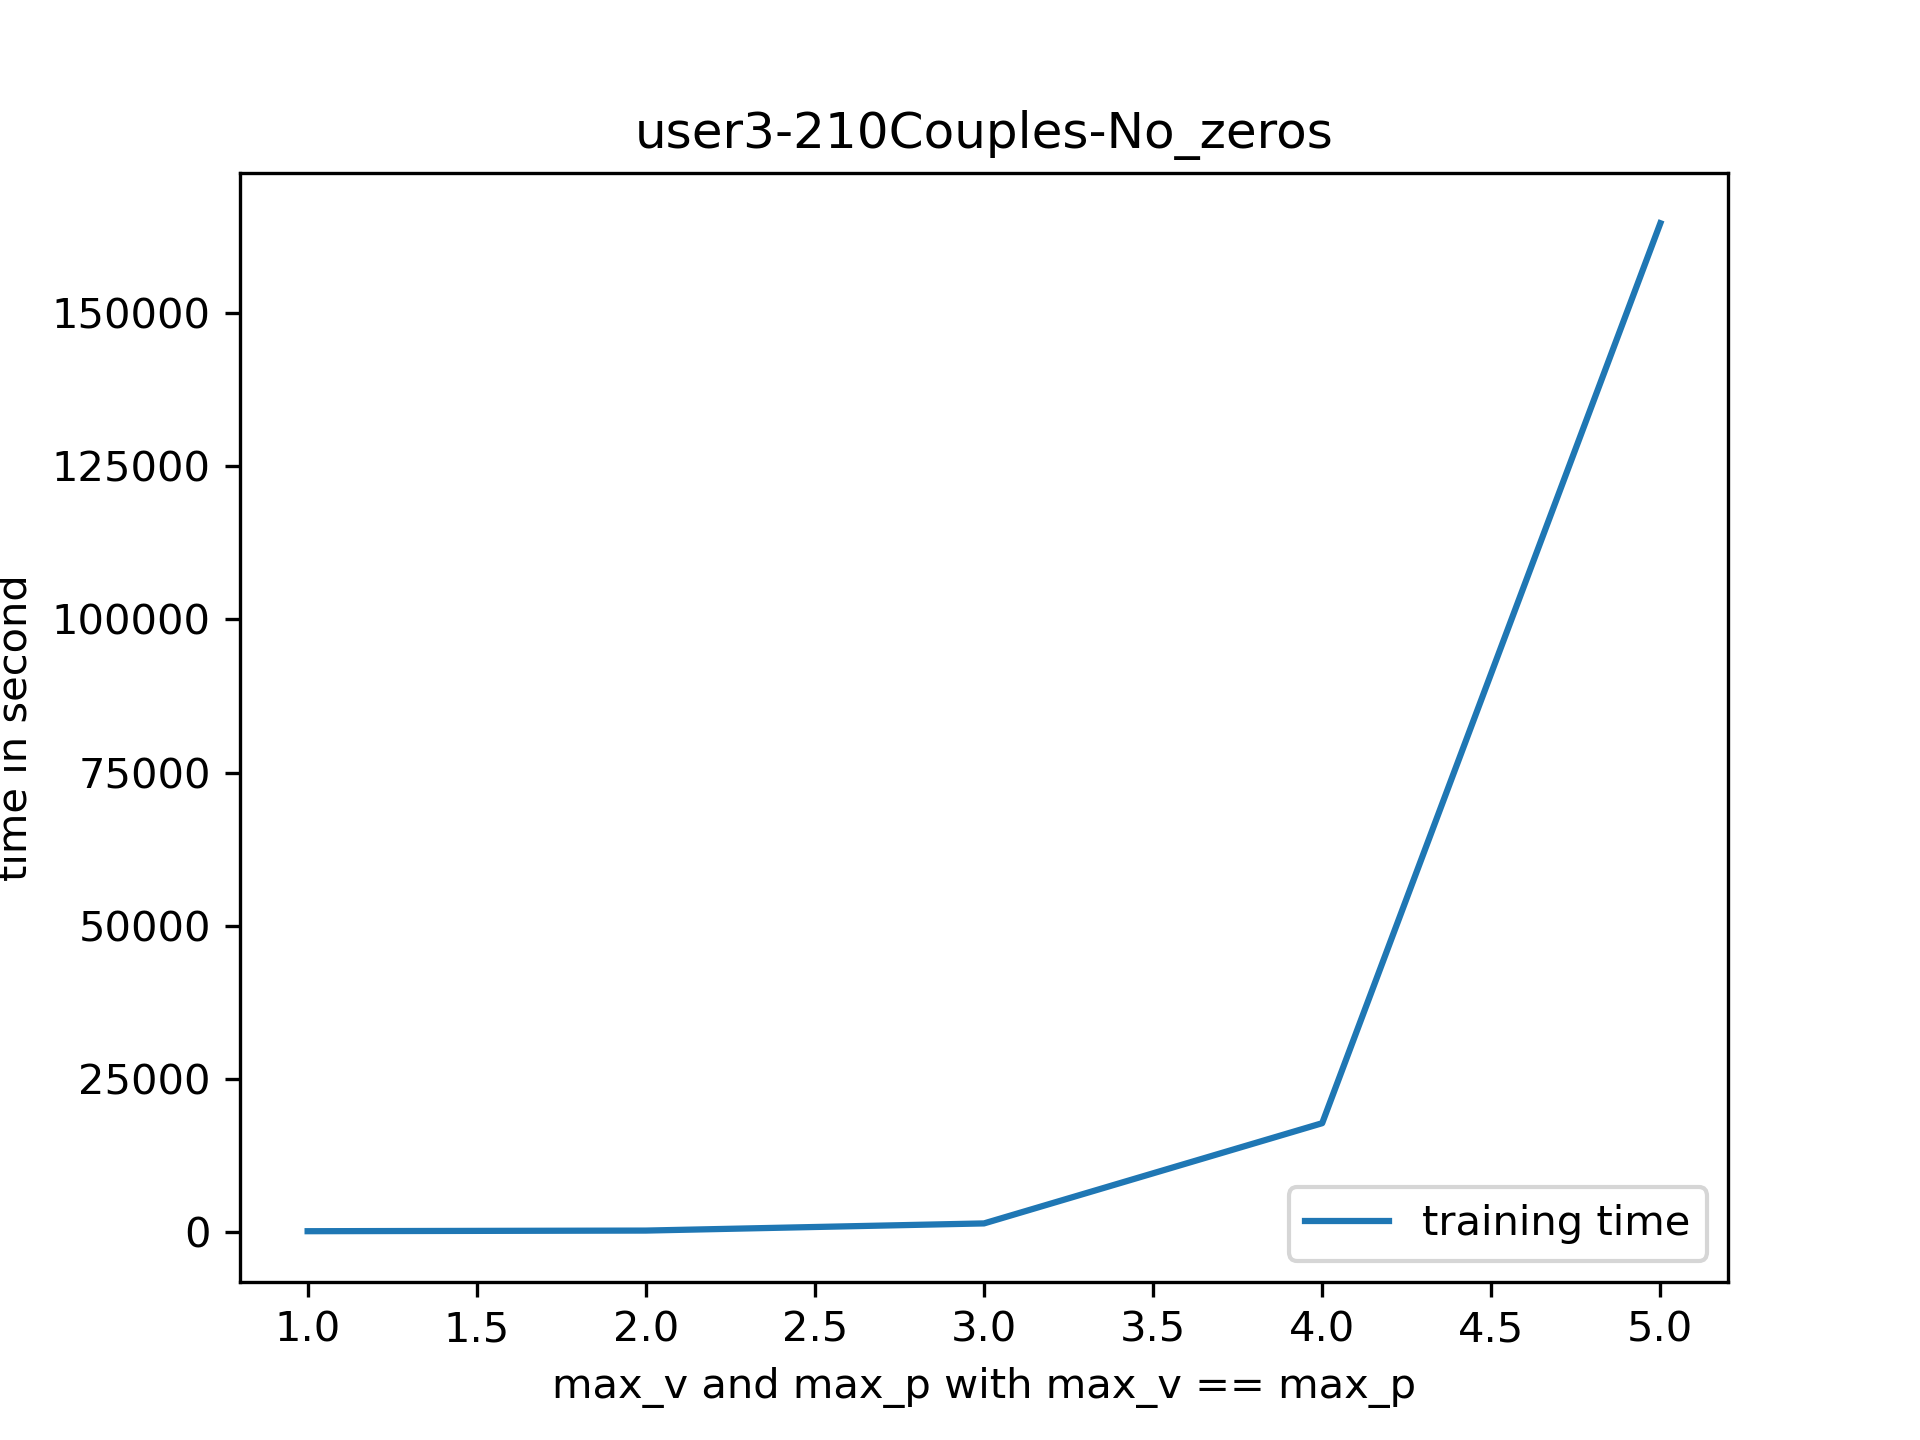 user3-210Couples-No_zeros
150000
125000
100000
75000
50000
25000
0
time in second
training time
1.0 1.5 2.0 2.5 3.0 3.5 4.0 4.5 5.0
max_v and max_p with max_v == max_p